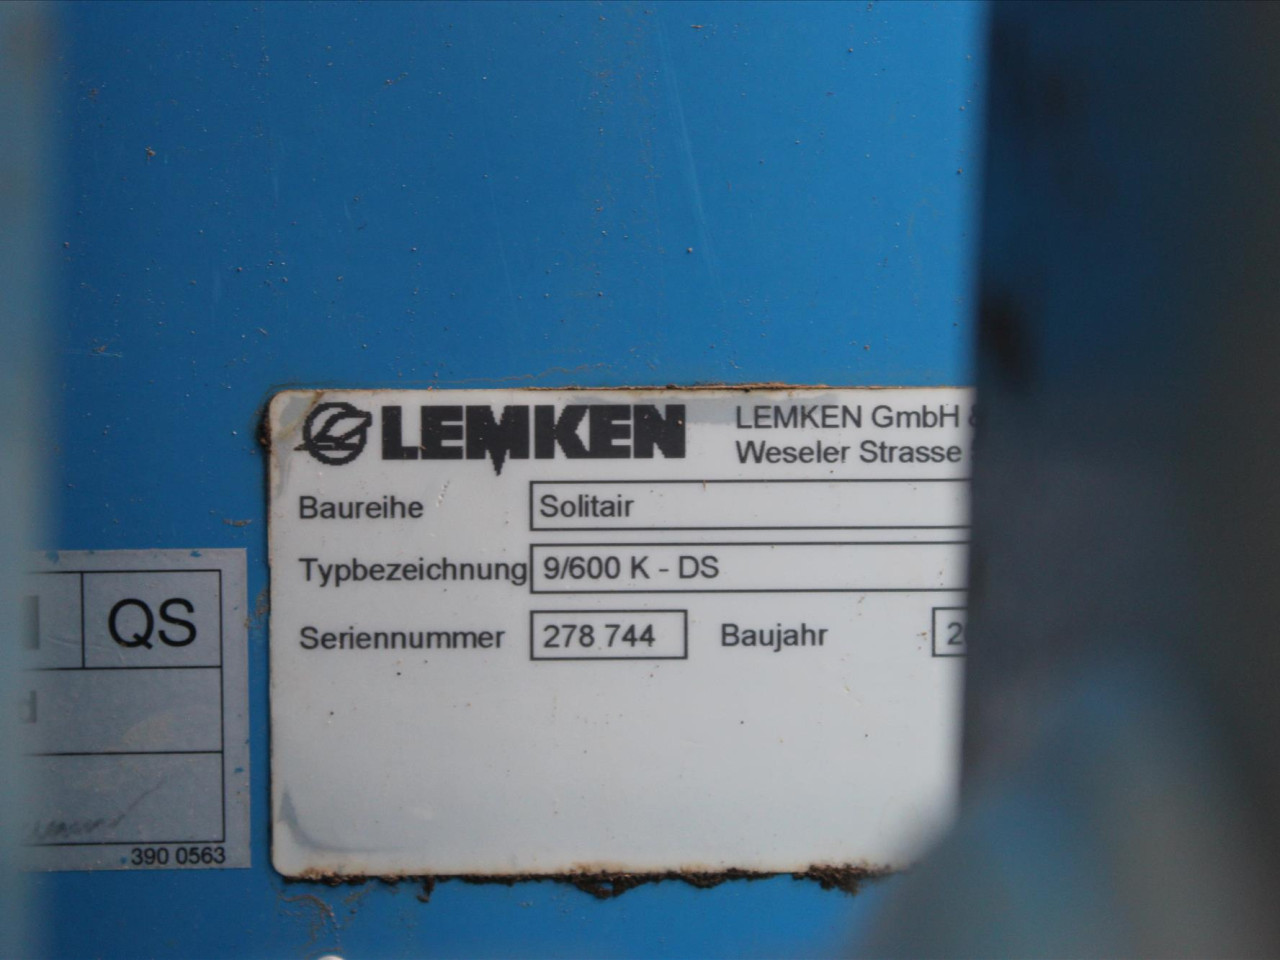 LEMKEN
LEMKEN GmbH &
Weseler Strasse
Baureihe Solitair
Typbezeichnung 9/600 K - DS
Seriennummer 278 744 Baujahr
QS
390 0563